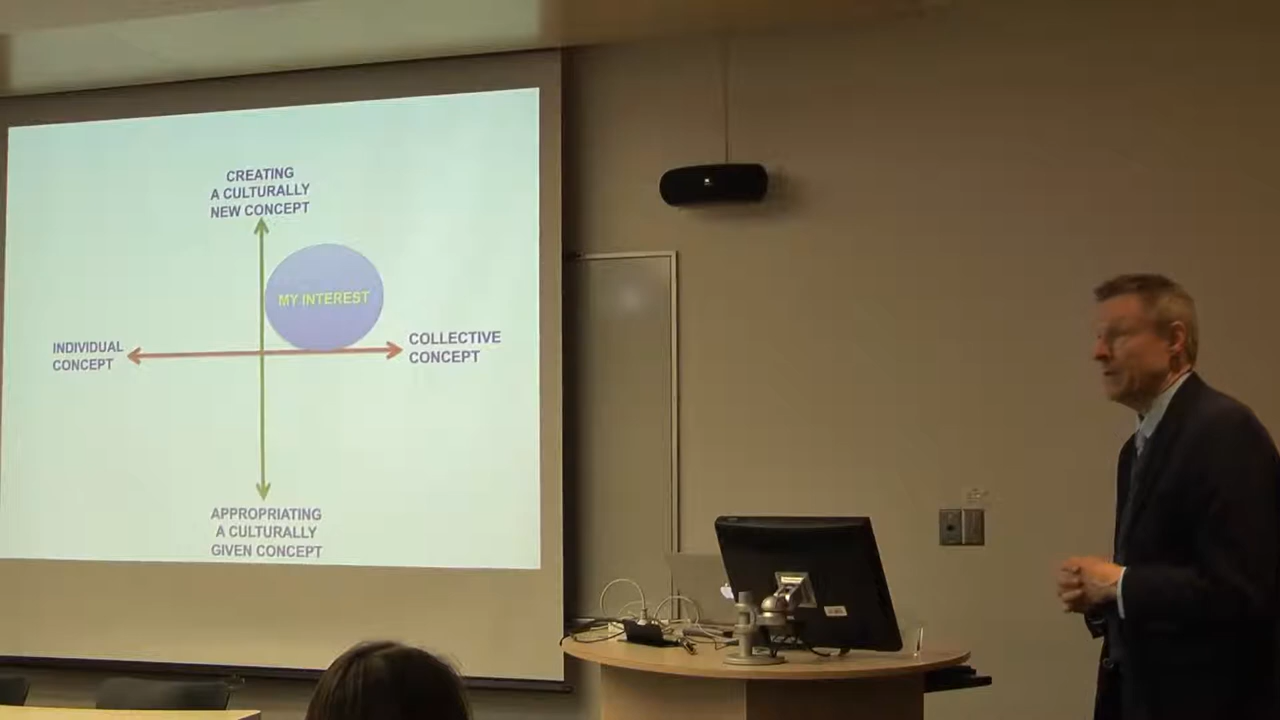 CREATING
A CULTURALLY
NEW CONCEPT
MY INTEREST
INDIVIDUAL
CONCEPT
COLLECTIVE
CONCEPT
APPROPRIATING
A CULTURALLY
GIVEN CONCEPT